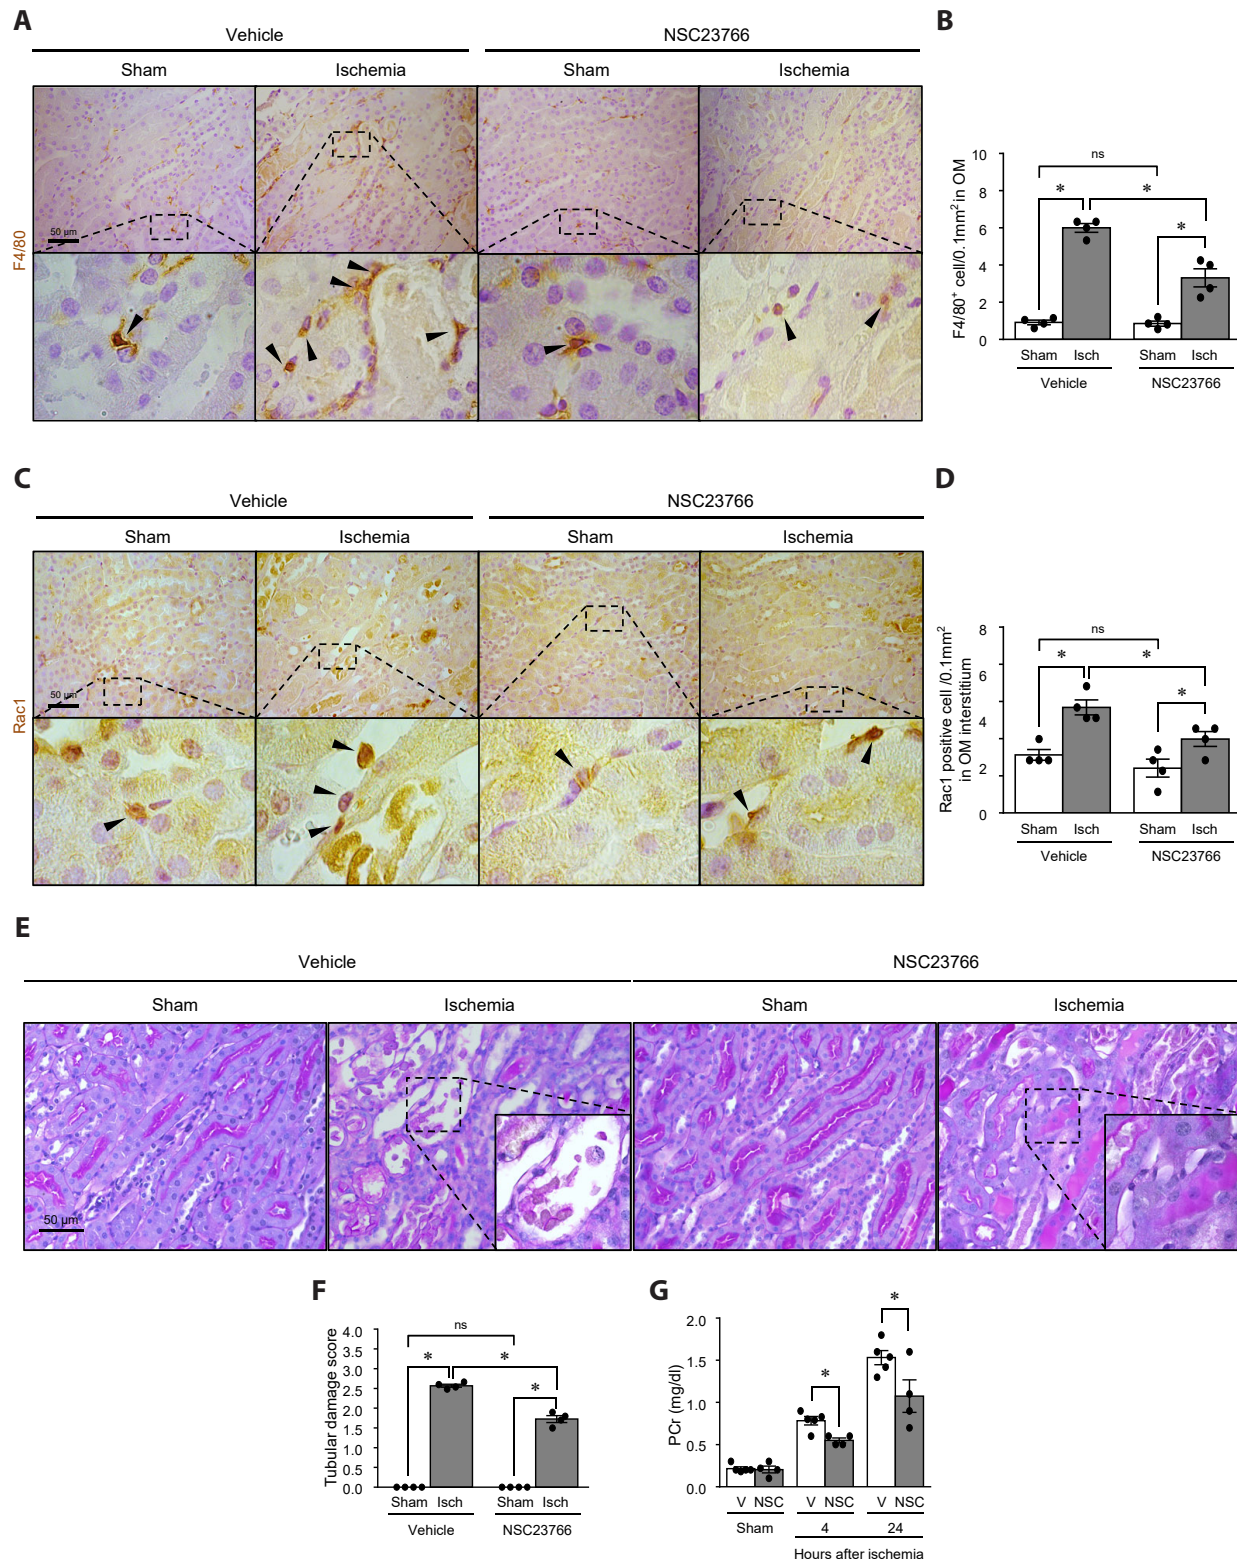 A
Vehicle
NSC23766
Sham
Ischemia
Sham
Ischemia
F4/80
50 µm
B
F4/80⁺ cell/0.1mm² in OM
10
8
6
4
2
0
ns
*
*
*
Sham
Isch
Sham
Isch
Vehicle
NSC23766
C
Vehicle
NSC23766
Sham
Ischemia
Sham
Ischemia
Rac1
50 µm
D
Rac1 positive cell /0.1mm²
in OM interstitium
8
6
4
2
0
ns
*
*
*
Sham
Isch
Sham
Isch
Vehicle
NSC23766
E
Vehicle
NSC23766
Sham
Ischemia
Sham
Ischemia
50 µm
F
Tubular damage score
4.0
3.5
3.0
2.5
2.0
1.5
1.0
0.5
0.0
ns
*
*
*
Sham
Isch
Sham
Isch
Vehicle
NSC23766
G
PCr (mg/dl)
2.0
1.5
1.0
0.5
0.0
*
*
V
NSC
V
NSC
V
NSC
Sham
4
24
Hours after ischemia